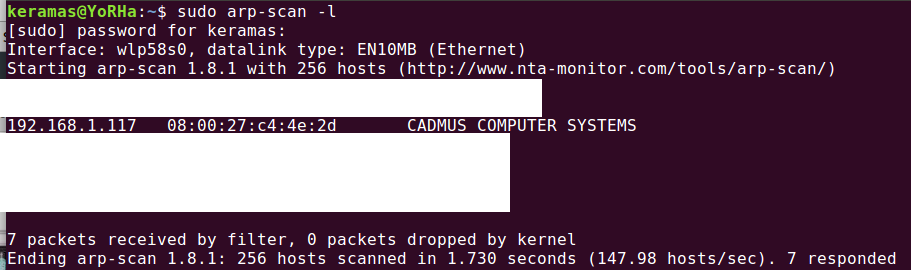 keramas@YoRHa:~$ sudo arp-scan -l
[sudo] password for keramas:
Interface: wlp58s0, datalink type: EN10MB (Ethernet)
Starting arp-scan 1.8.1 with 256 hosts (http://www.nta-monitor.com/tools/arp-scan/)
192.168.1.117 08:00:27:c4:4e:2d CADMUS COMPUTER SYSTEMS
7 packets received by filter, 0 packets dropped by kernel
Ending arp-scan 1.8.1: 256 hosts scanned in 1.730 seconds (147.98 hosts/sec). 7 responded